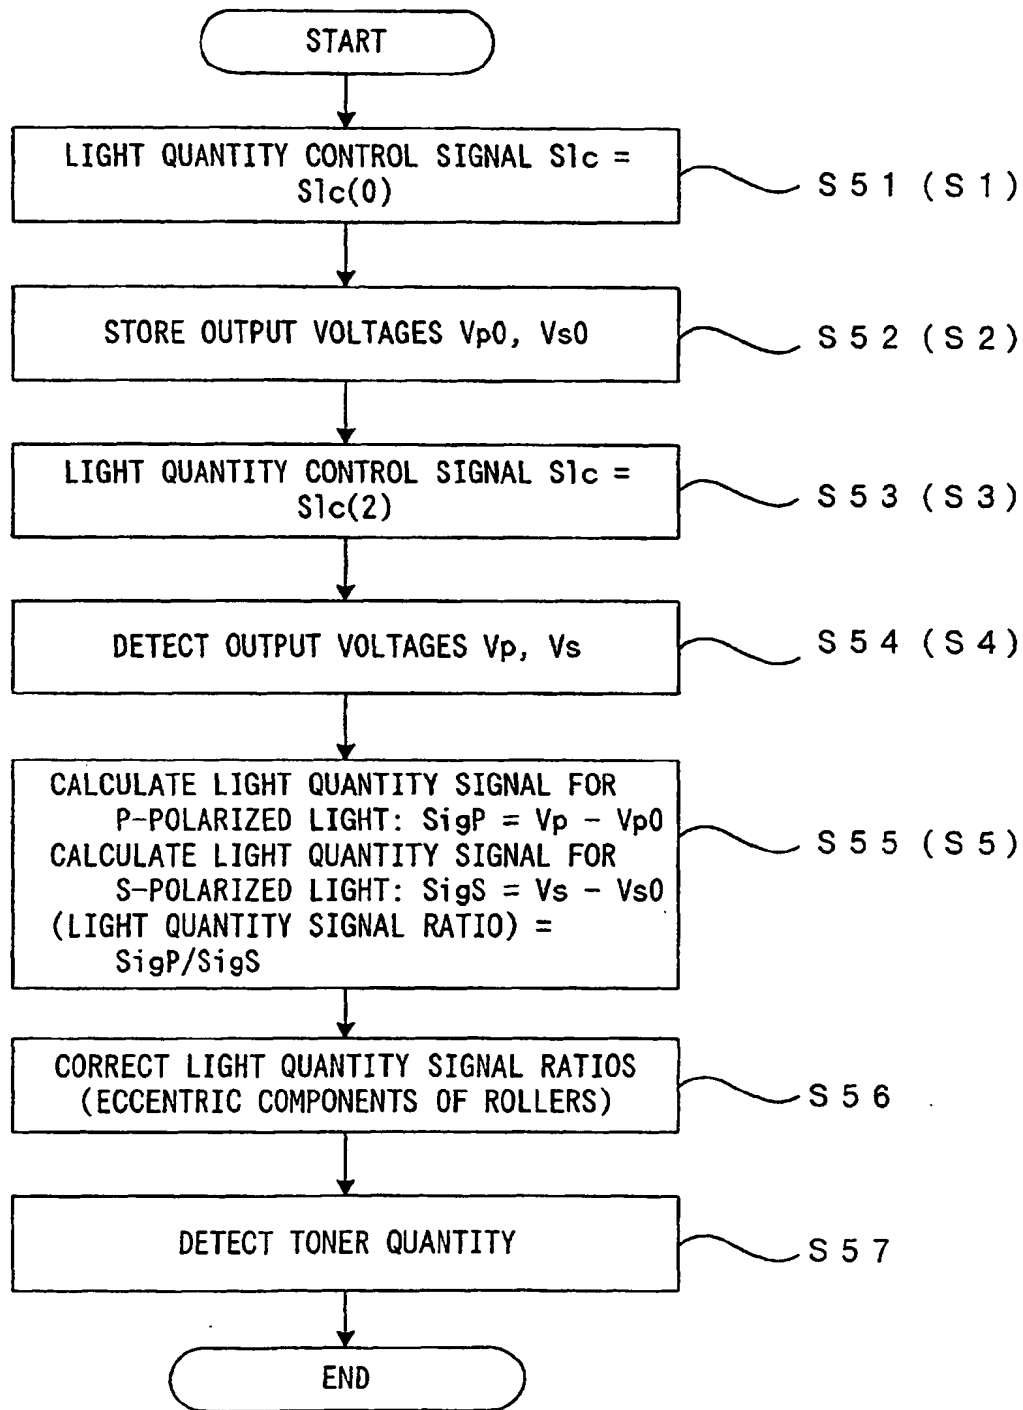 START
LIGHT QUANTITY CONTROL SIGNAL Slc =
Slc(0)
S51 (S1)
STORE OUTPUT VOLTAGES Vp0, Vs0
S52 (S2)
LIGHT QUANTITY CONTROL SIGNAL Slc =
Slc(2)
S53 (S3)
DETECT OUTPUT VOLTAGES Vp, Vs
S54 (S4)
CALCULATE LIGHT QUANTITY SIGNAL FOR
P-POLARIZED LIGHT: SigP = Vp - Vp0
CALCULATE LIGHT QUANTITY SIGNAL FOR
S-POLARIZED LIGHT: SigS = Vs - Vs0
(LIGHT QUANTITY SIGNAL RATIO) =
SigP/SigS
S55 (S5)
CORRECT LIGHT QUANTITY SIGNAL RATIOS
(ECCENTRIC COMPONENTS OF ROLLERS)
S56
DETECT TONER QUANTITY
S57
END